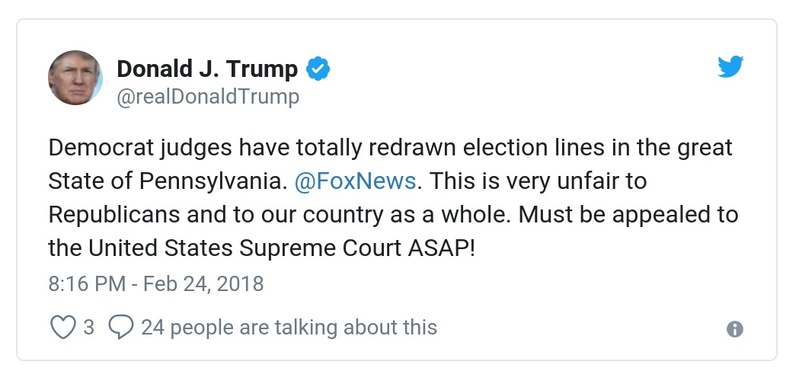 Donald J. Trump
@realDonaldTrump
Democrat judges have totally redrawn election lines in the great
State of Pennsylvania. @FoxNews. This is very unfair to
Republicans and to our country as a whole. Must be appealed to
the United States Supreme Court ASAP!
8:16 PM - Feb 24, 2018
3 24 people are talking about this